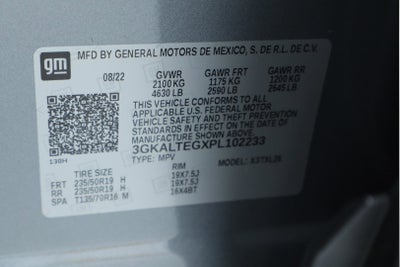 gm
MFD BY GENERAL MOTORS DE MEXICO, S. DE R.L. DE C.V.
08/22 GVWR GAWR FRT GAWR RR
2100 KG 1175 KG 1200 KG
4630 LB 2590 LB 2645 LB
THIS VEHICLE CONFORMS TO ALL
APPLICABLE U.S. FEDERAL MOTOR
VEHICLE SAFETY AND THEFT PREVENTION
STANDARDS IN EFFECT ON THE DATE OF
MANUFACTURE SHOWN ABOVE.
3GKALTEGXPL102233
TYPE: MPV MODEL:
TIRE SIZE RIM
FRT 235/50R19 H 19X7.5J
RR 235/50R19 H 19X7.5J
SPA T135/70R16 M 16X4BT